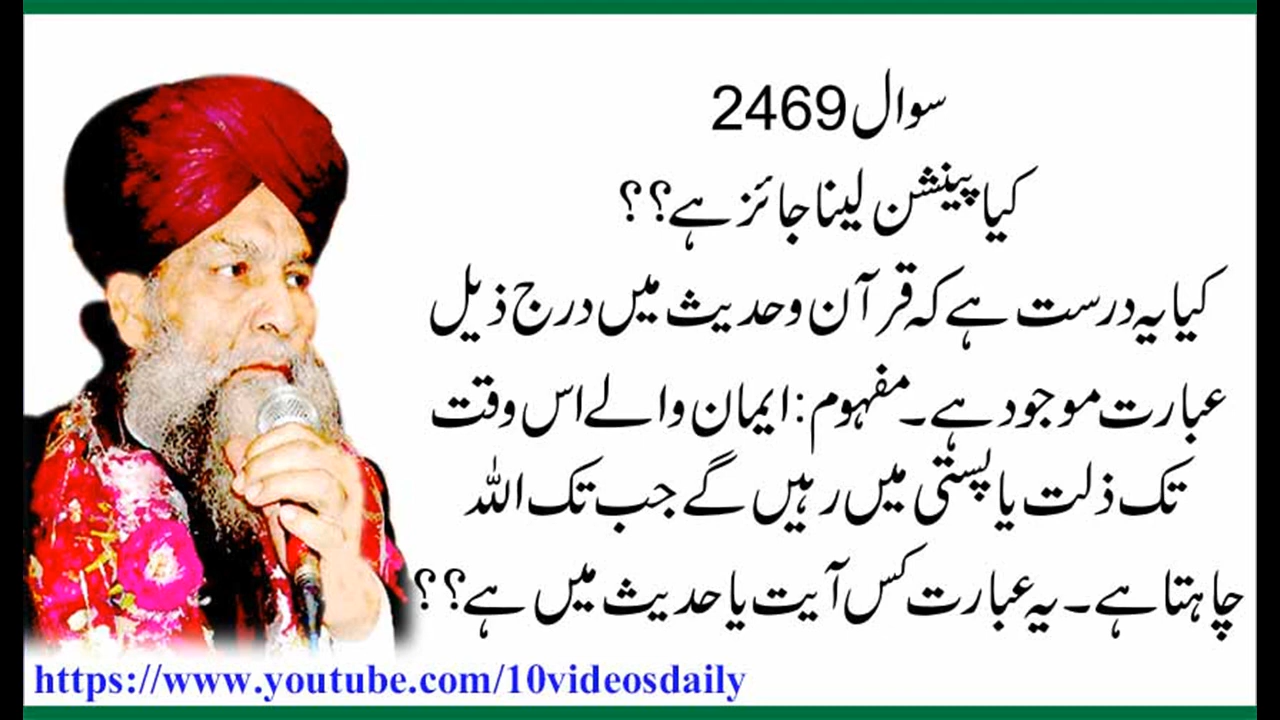 سوال 2469
کیا پینشن لینا جائز ہے؟؟
کیا یہ درست ہے کہ قرآن وحدیث میں درج ذیل
عبارت موجود ہے۔ مفہوم: ایمان والے اس وقت
تک ذلت یا پستی میں رہیں گے جب تک اللہ
چاہتا ہے۔ یہ عبارت کس آیت یا حدیث میں ہے؟؟
https://www.youtube.com/10videosdaily